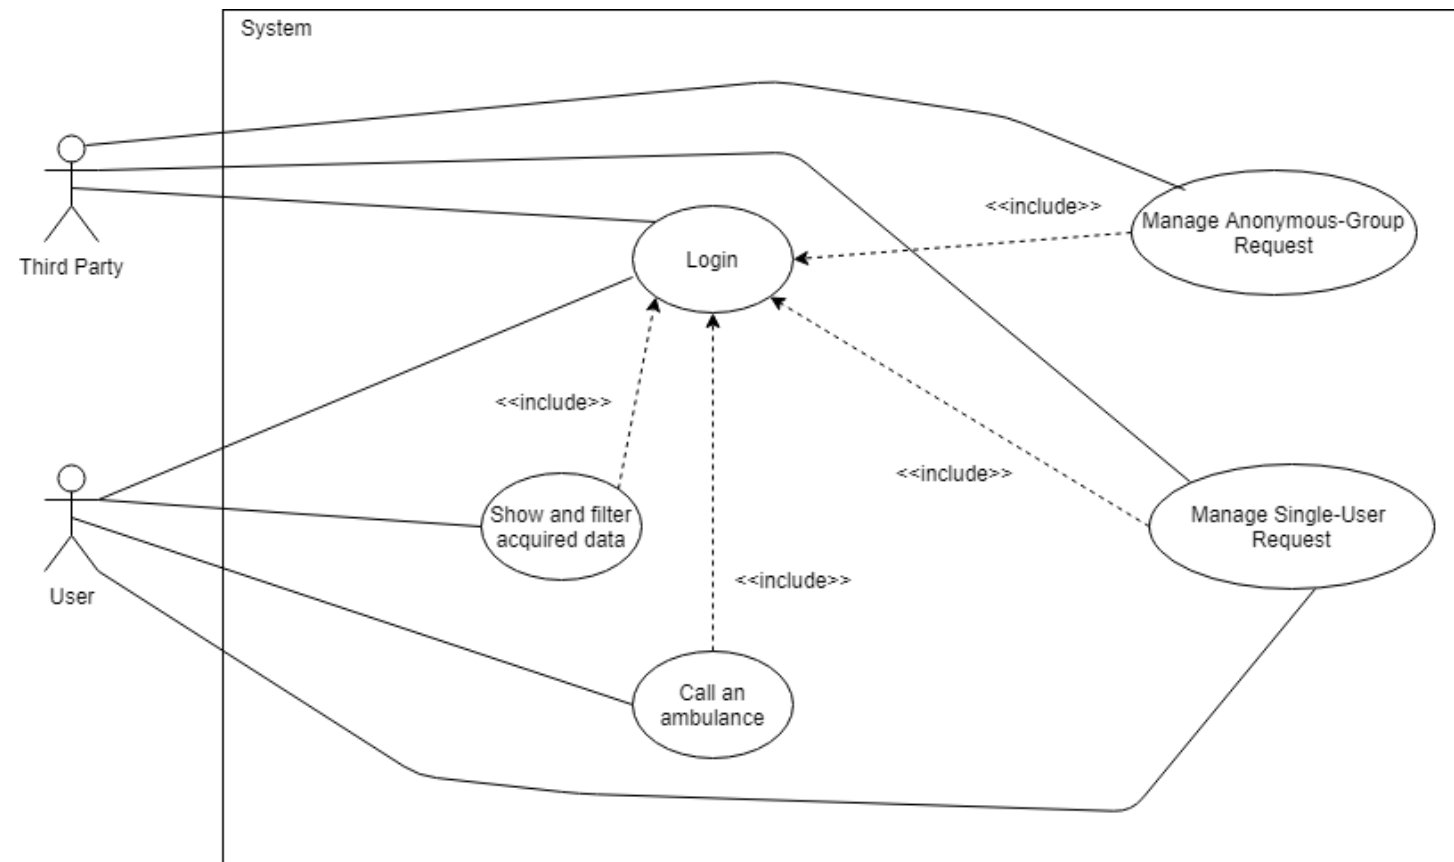 System
Third Party
Login
<<include>>
Manage Anonymous-Group
Request
<<include>>
Show and filter
acquired data
<<include>>
Manage Single-User
Request
<<include>>
User
Call an
ambulance